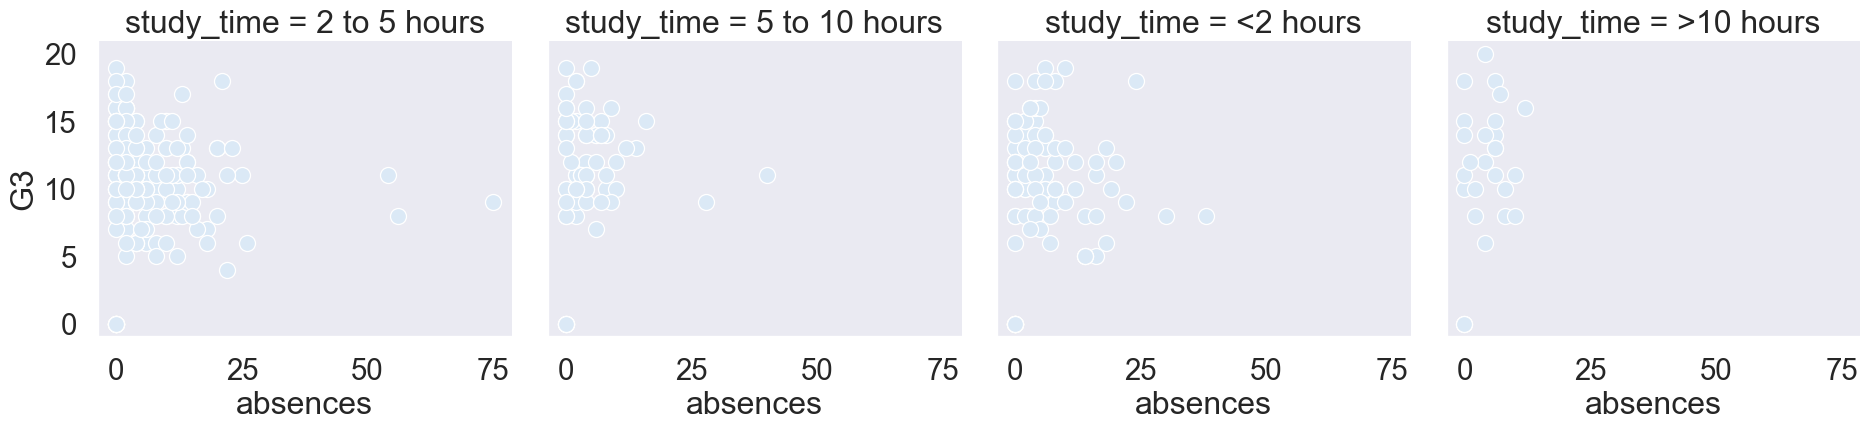 study_time = 2 to 5 hours
study_time = 5 to 10 hours
study_time = <2 hours
study_time = >10 hours
G3
20
15
10
5
0
0 25 50 75
0 25 50 75
0 25 50 75
0 25 50 75
absences
absences
absences
absences